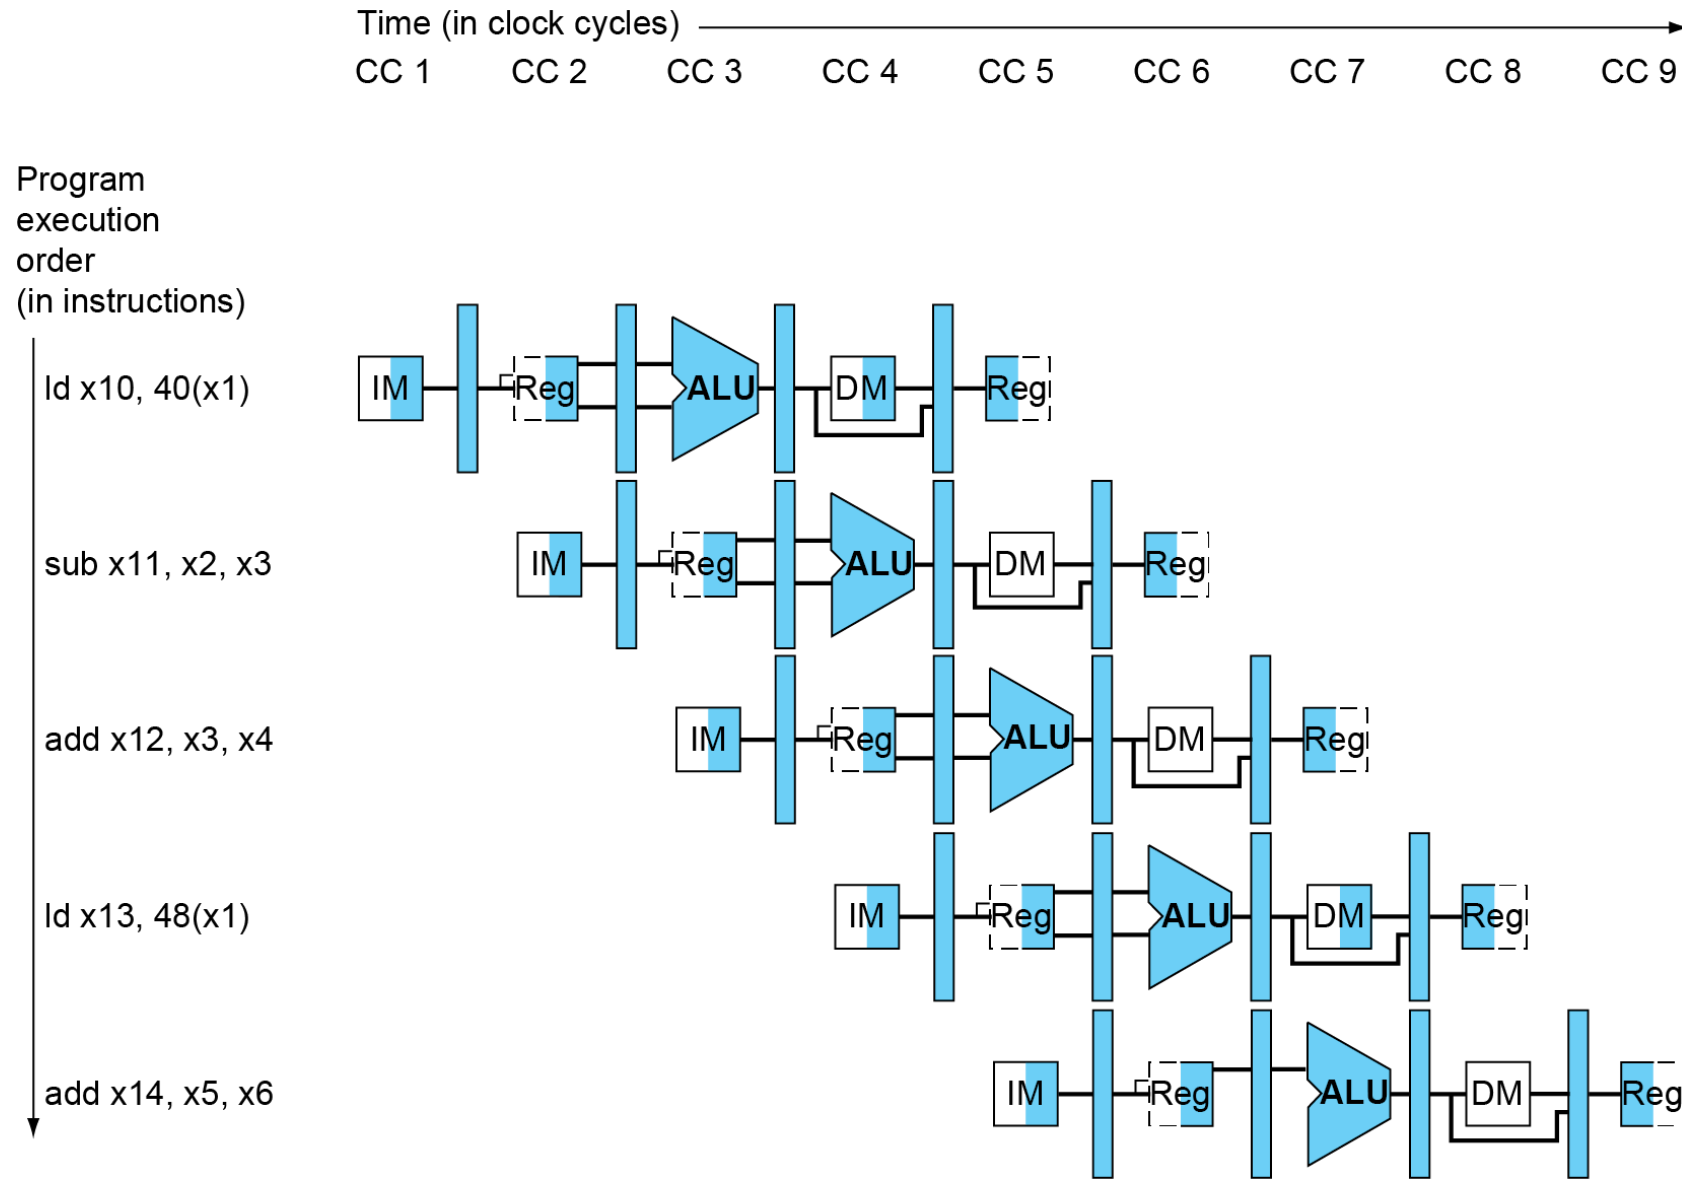 Time (in clock cycles)
CC 1 CC 2 CC 3 CC 4 CC 5 CC 6 CC 7 CC 8 CC 9
Program
execution
order
(in instructions)
ld x10, 40(x1) IM Reg ALU DM Reg
sub x11, x2, x3 IM Reg ALU DM Reg
add x12, x3, x4 IM Reg ALU DM Reg
ld x13, 48(x1) IM Reg ALU DM Reg
add x14, x5, x6 IM Reg ALU DM Reg